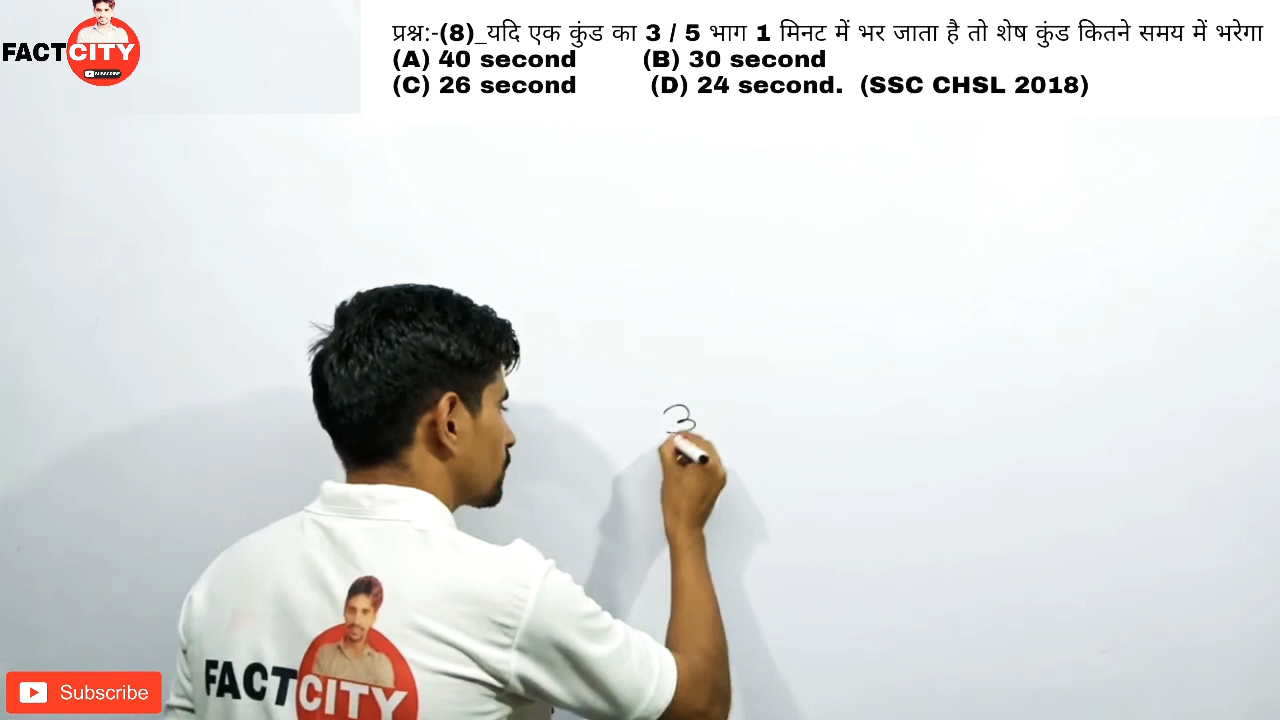 FACTCITY
SUBSCRIBE
प्रश्न:-(8)_यदि एक कुंड का 3 / 5 भाग 1 मिनट में भर जाता है तो शेष कुंड कितने समय में भरेगा
(A) 40 second (B) 30 second
(C) 26 second (D) 24 second. (SSC CHSL 2018)
3
FACTCITY
Subscribe